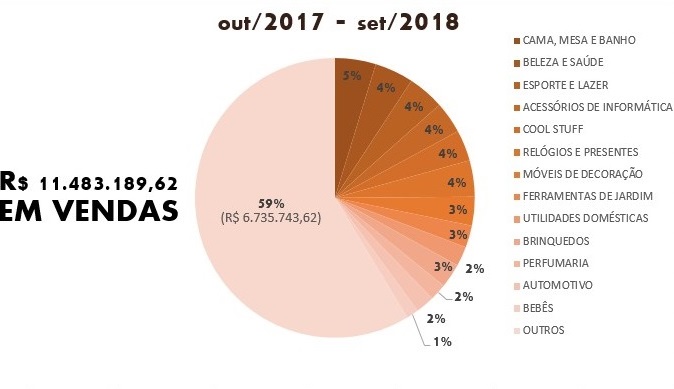 out/2017 - set/2018
R$ 11.483.189,62
EM VENDAS
5%
4%
4%
4%
4%
4%
3%
3%
3%
2%
2%
2%
1%
59%
(R$ 6.735.743,62)
CAMA, MESA E BANHO
BELEZA E SAÚDE
ESPORTE E LAZER
ACESSÓRIOS DE INFORMÁTICA
COOL STUFF
RELÓGIOS E PRESENTES
MÓVEIS DE DECORAÇÃO
FERRAMENTAS DE JARDIM
UTILIDADES DOMÉSTICAS
BRINQUEDOS
PERFUMARIA
AUTOMOTIVO
BEBÊS
OUTROS